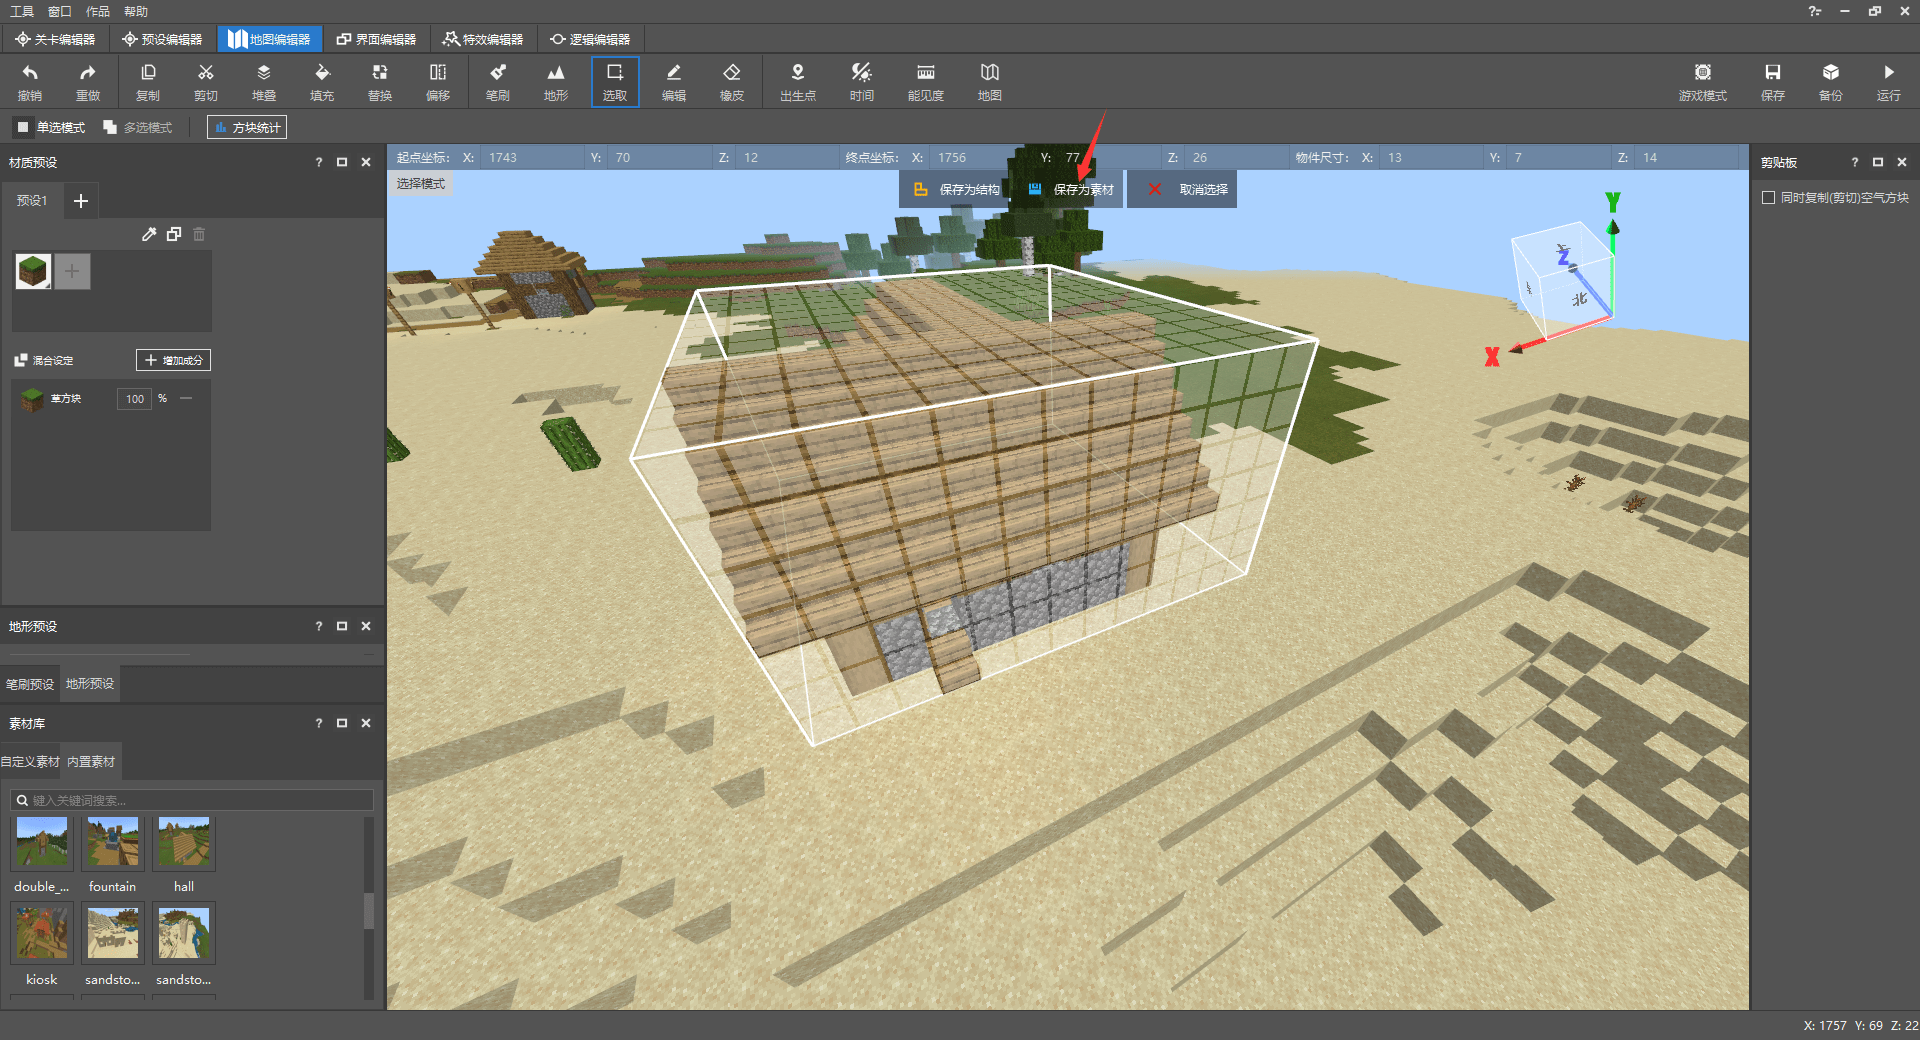 工具 窗口 作品 帮助
关卡编辑器 预设编辑器 地图编辑器 界面编辑器 特效编辑器 逻辑编辑器
撤销 重做 复制 剪切 堆叠 填充 替换 偏移 笔刷 地形 选取 编辑 橡皮 出生点 时间 能见度 地图 游戏模式 保存 备份 运行
单选模式 多选模式 方块统计
材质预设 ?
起点坐标: X: 1743 Y: 70 Z: 12 终点坐标: X: 1756 Y: 77 Z: 26 物件尺寸: X: 13 Y: 7 Z: 14
剪贴板 ?
选择模式
保存为结构 保存为素材 取消选择
同时复制(剪切)空气方块
预设1
Y
Z
北
X
混合设定 增加成分
草方块 100 %
地形预设 ?
笔刷预设 地形预设
素材库 ?
自定义素材 内置素材
键入关键词搜索...
double_... fountain hall
kiosk sandsto... sandsto...
X: 1757 Y: 69 Z: 22